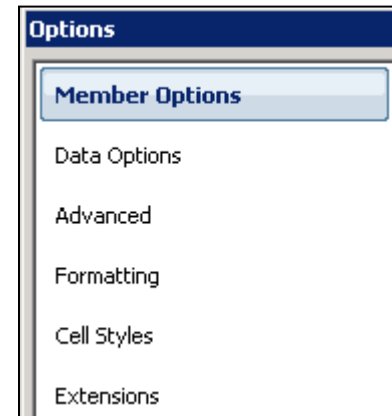 Options
Member Options
Data Options
Advanced
Formatting
Cell Styles
Extensions